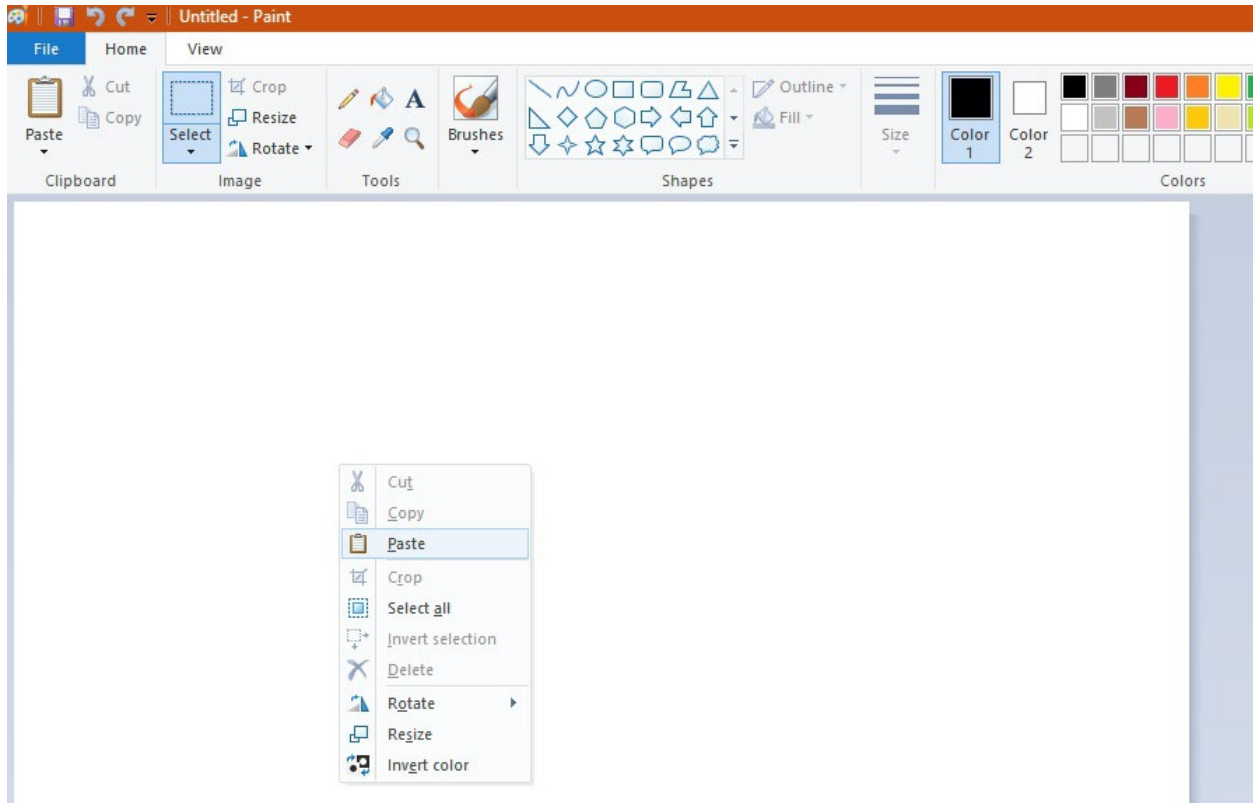 Untitled - Paint
File Home View
Paste
Cut
Copy
Clipboard
Select
Crop
Resize
Rotate
Image
A
Tools
Brushes
Outline
Fill
Shapes
Size
Color 1
Color 2
Colors
Cut
Copy
Paste
Crop
Select all
Invert selection
Delete
Rotate
Resize
Invert color